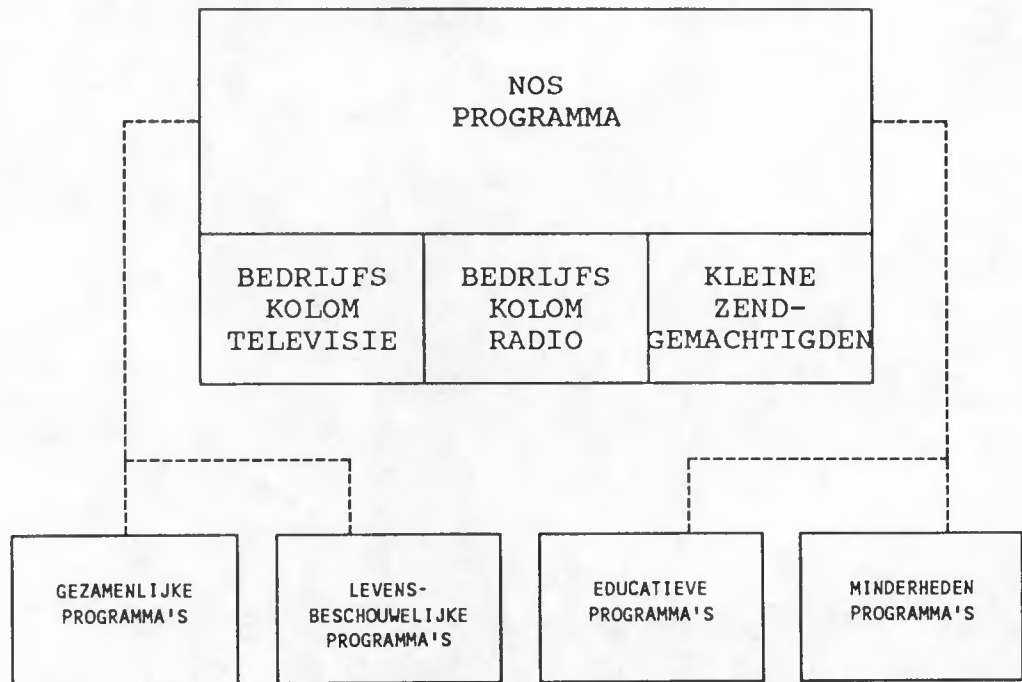 NOS
PROGRAMMA
BEDRIJFS
KOLOM
TELEVISIE
BEDRIJFS
KOLOM
RADIO
KLEINE
ZEND-
GEMACHTIGDEN
GEZAMENLIJKE
PROGRAMMA'S
LEVENS-
BESCHOUWELIJKE
PROGRAMMA'S
EDUCATIEVE
PROGRAMMA'S
MINDERHEDEN
PROGRAMMA'S